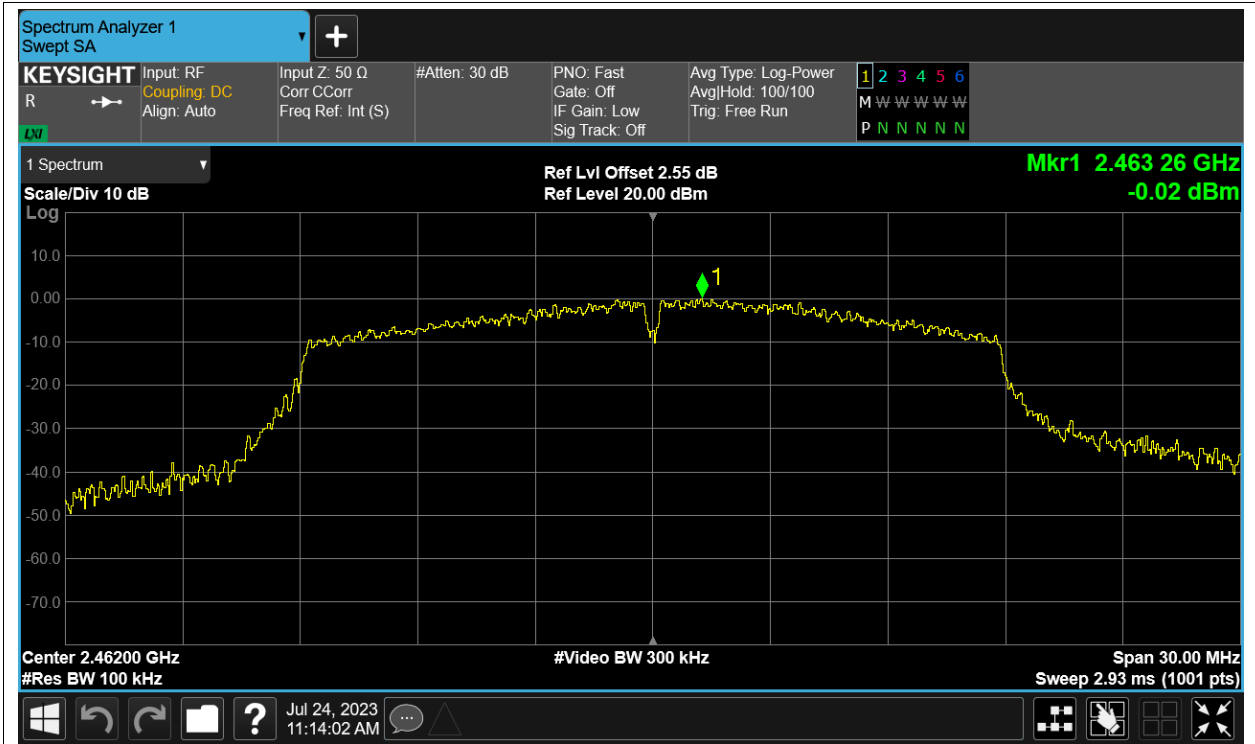 Spectrum Analyzer 1
Swept SA
+
KEYSIGHT
R
LXI
Input: RF
Coupling: DC
Align: Auto
Input Z: 50 Ω
Corr CCorr
Freq Ref: Int (S)
#Atten: 30 dB
PNO: Fast
Gate: Off
IF Gain: Low
Sig Track: Off
Avg Type: Log-Power
Avg|Hold: 100/100
Trig: Free Run
1 2 3 4 5 6
M W W W W W
P N N N N N
1 Spectrum
Scale/Div 10 dB
Log
Ref Lvl Offset 2.55 dB
Ref Level 20.00 dBm
Mkr1 2.463 26 GHz
-0.02 dBm
1
10.0
0.00
-10.0
-20.0
-30.0
-40.0
-50.0
-60.0
-70.0
Center 2.46200 GHz
#Res BW 100 kHz
#Video BW 300 kHz
Span 30.00 MHz
Sweep 2.93 ms (1001 pts)
?
Jul 24, 2023
11:14:02 AM